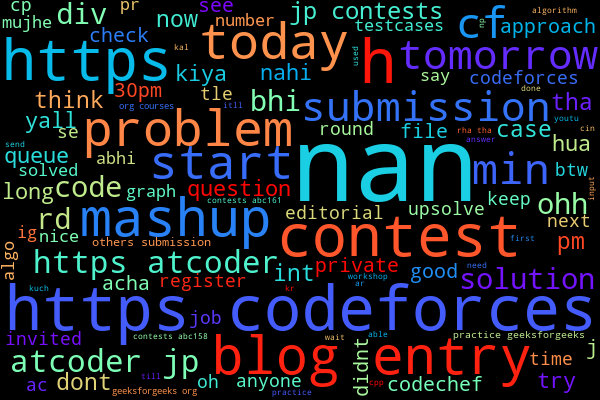 cp
div
pr
see
jp contests
cf
algorithm
mujhe
now
number
testcases
np
approach
https
check
today
h
tomorrow
kal
kiya
nahi
used
say
codeforces
think
30pm
tle
bhi
submission
done
tha
org courses
itll
youtu
yall
se
problem
round
file
case
hua
cin
rha tha
answer
send
queue
abhi
start
nan
min
btw
solved
long
code
graph
question
contests abc161
keep
ohh
input
rd
mashup
editorial
upsolve
next
ig
nice
others submission
contest
first
pm
algo
https atcoder
int
private
good
need
solution
acha
register
workshop
ar
kuch
kr
https codeforces
invited
job
contests abc158
wait
able
practice geeksforgeeks
j
atcoder jp
blog entry
didnt
time
ac
dont
till
oh
anyone
cpp
codechef
try
geeksforgeeks org
practice